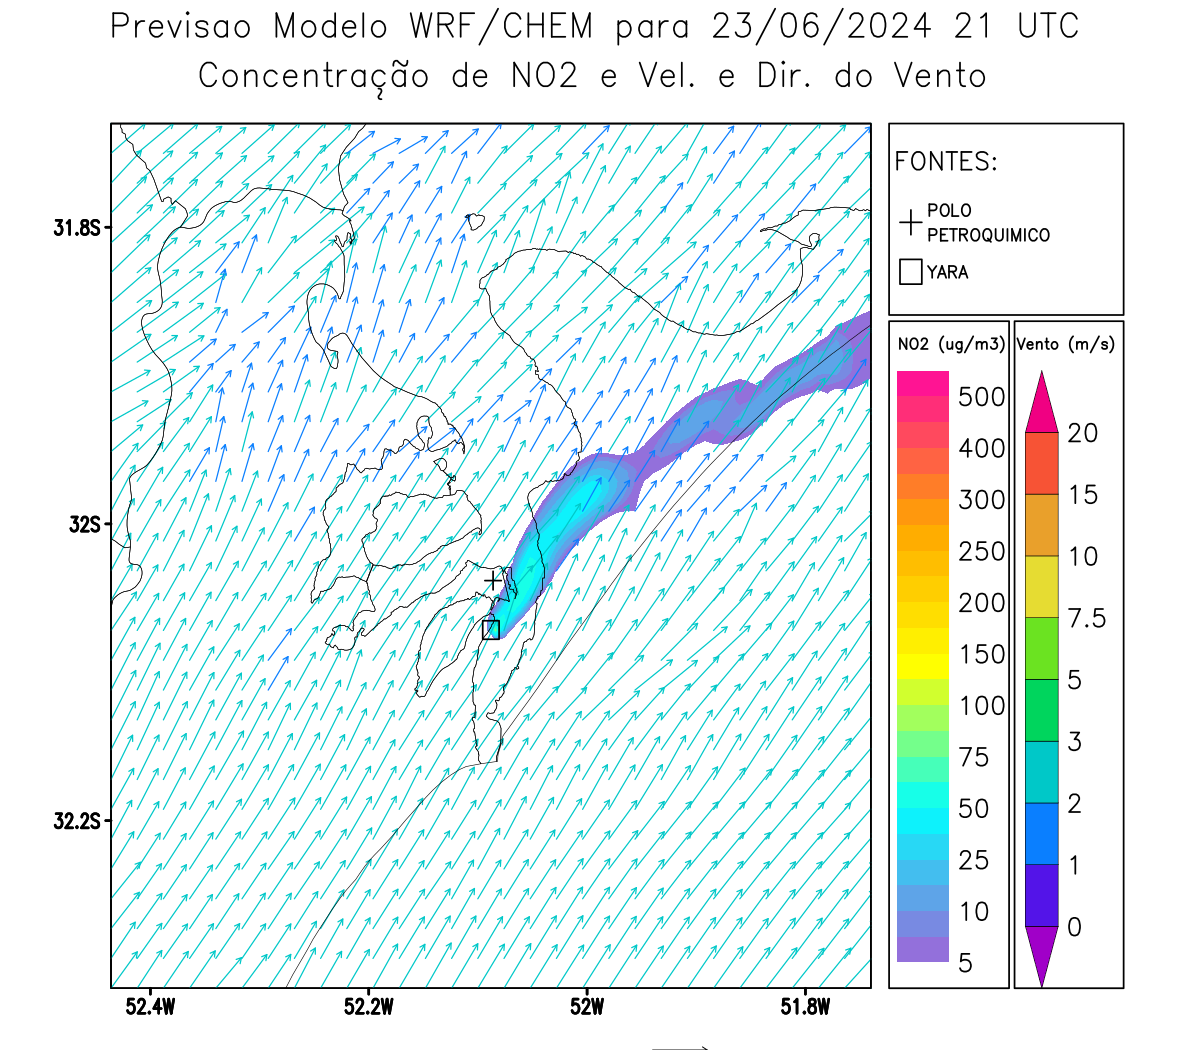 Previsao Modelo WRF/CHEM para 23/06/2024 21 UTC
Concentração de NO2 e Vel. e Dir. do Vento
FONTES:
POLO
PETROQUIMICO
YARA
31.8S
32S
32.2S
52.4W
52.2W
52W
51.8W
NO2 (ug/m3)
500
400
300
250
200
150
100
75
50
25
10
5
Vento (m/s)
20
15
10
7.5
5
3
2
1
0